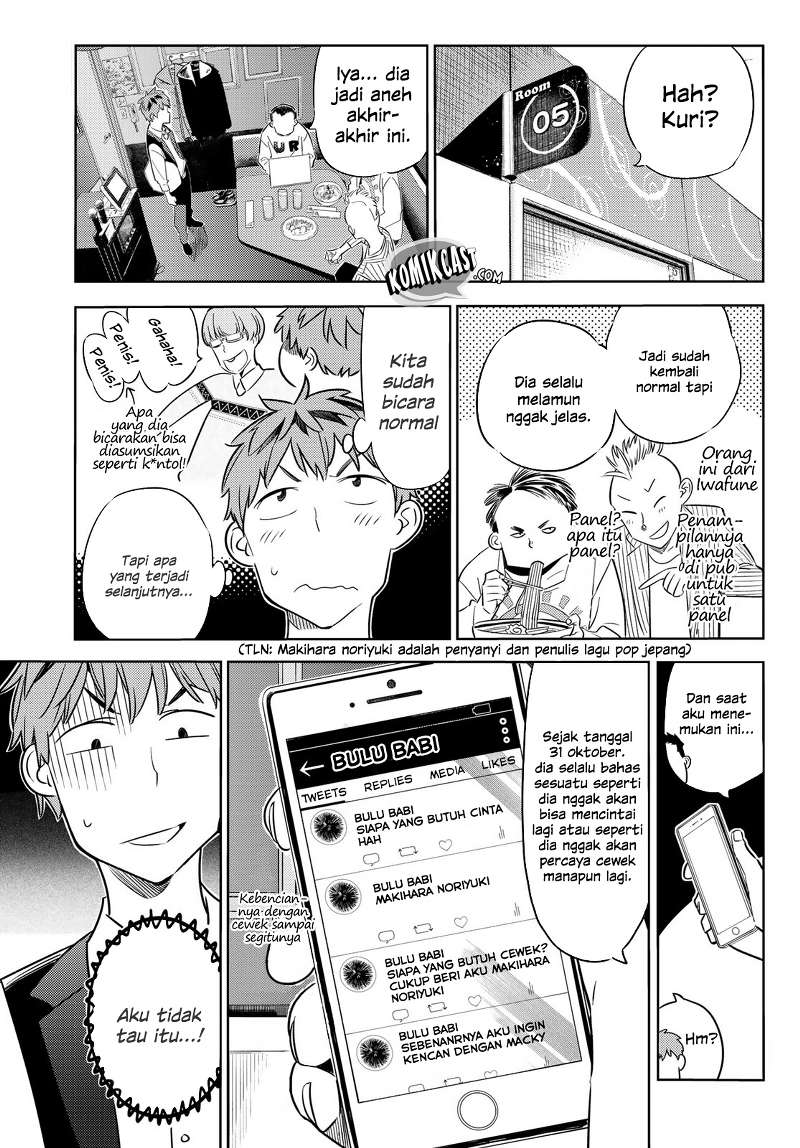 Hah?
Kuri?
Room
05
Iya... dia
jadi aneh
akhir-
akhir ini.
KOMIKCAST
.COM
Jadi sudah
kembali
normal tapi
Dia selalu
melamun
nggak jelas.
Orang
ini dari
Iwafune
Penam-
pilannya
hanya
di pub
untuk
satu
panel
Panel?
apa itu
panel?
Kita
sudah
bicara
normal
Gahaha!
Penis!
Penis!
Apa
yang dia
bicarakan bisa
diasumsikan
seperti k*ntol!
Tapi apa
yang terjadi
selanjutnya...
UR
(TLN: Makihara noriyuki adalah penyanyi dan penulis lagu pop jepang)
Dan saat
aku mene-
mukan ini...
Hm?
Sejak tanggal
31 oktober.
dia selalu bahas
sesuatu seperti
dia nggak akan
bisa mencintai
lagi atau seperti
dia nggak akan
percaya cewek
manapun lagi.
← BULU BABI
TWEETS REPLIES MEDIA LIKES
BULU BABI
SIAPA YANG BUTUH CINTA
HAH
BULU BABI
MAKIHARA NORIYUKI
BULU BABI
SIAPA YANG BUTUH CEWEK?
CUKUP BERI AKU MAKIHARA
NORIYUKI
BULU BABI
SEBENARNYA AKU INGIN
KENCAN DENGAN MACKY
Kebencian-
nya dengan
cewek sampai
segitunya
Aku tidak
tau itu...!